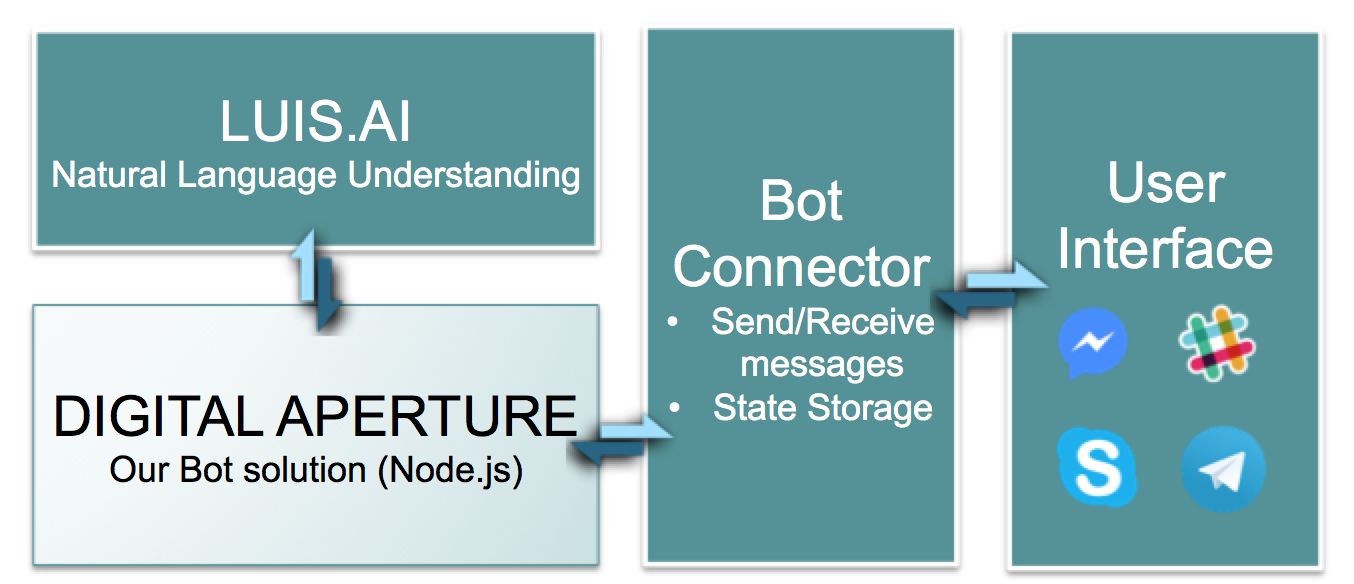 LUIS.AI
Natural Language Understanding
DIGITAL APERTURE
Our Bot solution (Node.js)
Bot
Connector
• Send/Receive
messages
• State Storage
User
Interface
S